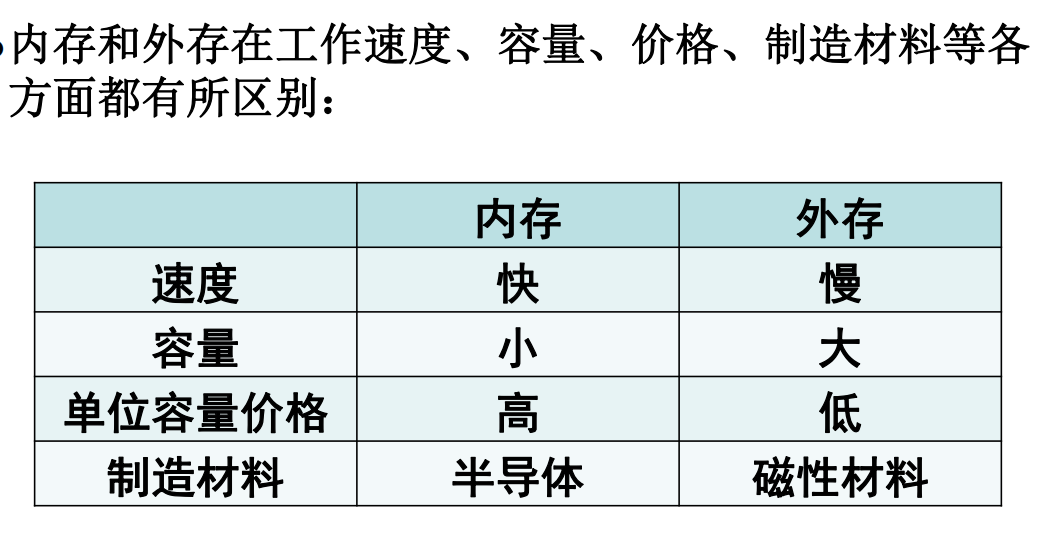 内存和外存在工作速度、容量、价格、制造材料等各
方面都有所区别：
内存 外存
速度 快 慢
容量 小 大
单位容量价格 高 低
制造材料 半导体 磁性材料